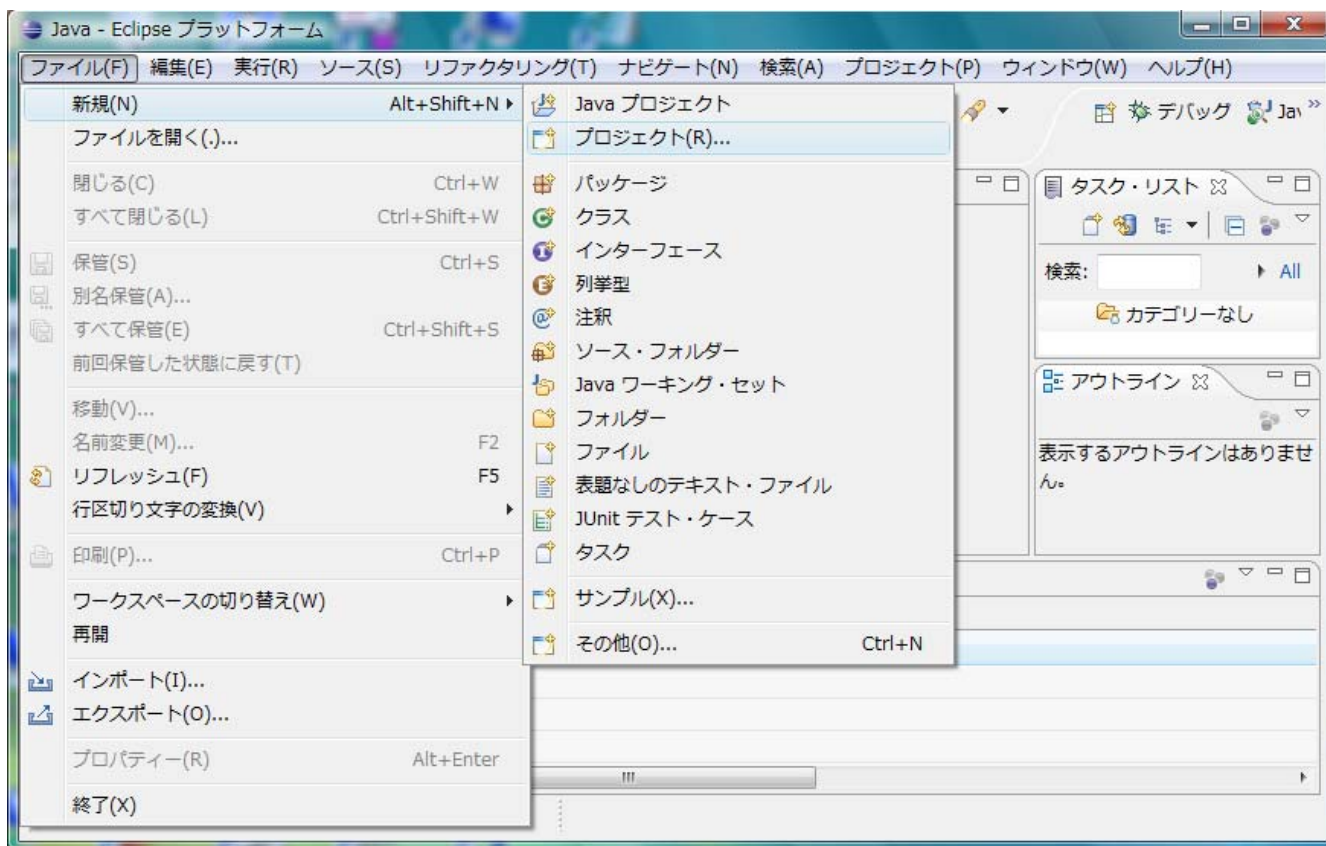 Java - Eclipse プラットフォーム
ファイル(F) 編集(E) 実行(R) ソース(S) リファクタリング(T) ナビゲート(N) 検索(A) プロジェクト(P) ウィンドウ(W) ヘルプ(H)
新規(N) Alt+Shift+N
ファイルを開く(.)...
閉じる(C) Ctrl+W
すべて閉じる(L) Ctrl+Shift+W
保管(S) Ctrl+S
別名保管(A)...
すべて保管(E) Ctrl+Shift+S
前回保管した状態に戻す(T)
移動(V)...
名前変更(M)... F2
リフレッシュ(F) F5
行区切り文字の変換(V)
印刷(P)... Ctrl+P
ワークスペースの切り替え(W)
再開
インポート(I)...
エクスポート(O)...
プロパティー(R) Alt+Enter
終了(X)
Java プロジェクト
プロジェクト(R)...
パッケージ
クラス
インターフェース
列挙型
注釈
ソース・フォルダー
Java ワーキング・セット
フォルダー
ファイル
表題なしのテキスト・ファイル
JUnit テスト・ケース
タスク
サンプル(X)...
その他(O)... Ctrl+N
デバッグ Jav
タスク・リスト
検索: All
カテゴリーなし
アウトライン
表示するアウトラインはありませ
ん。